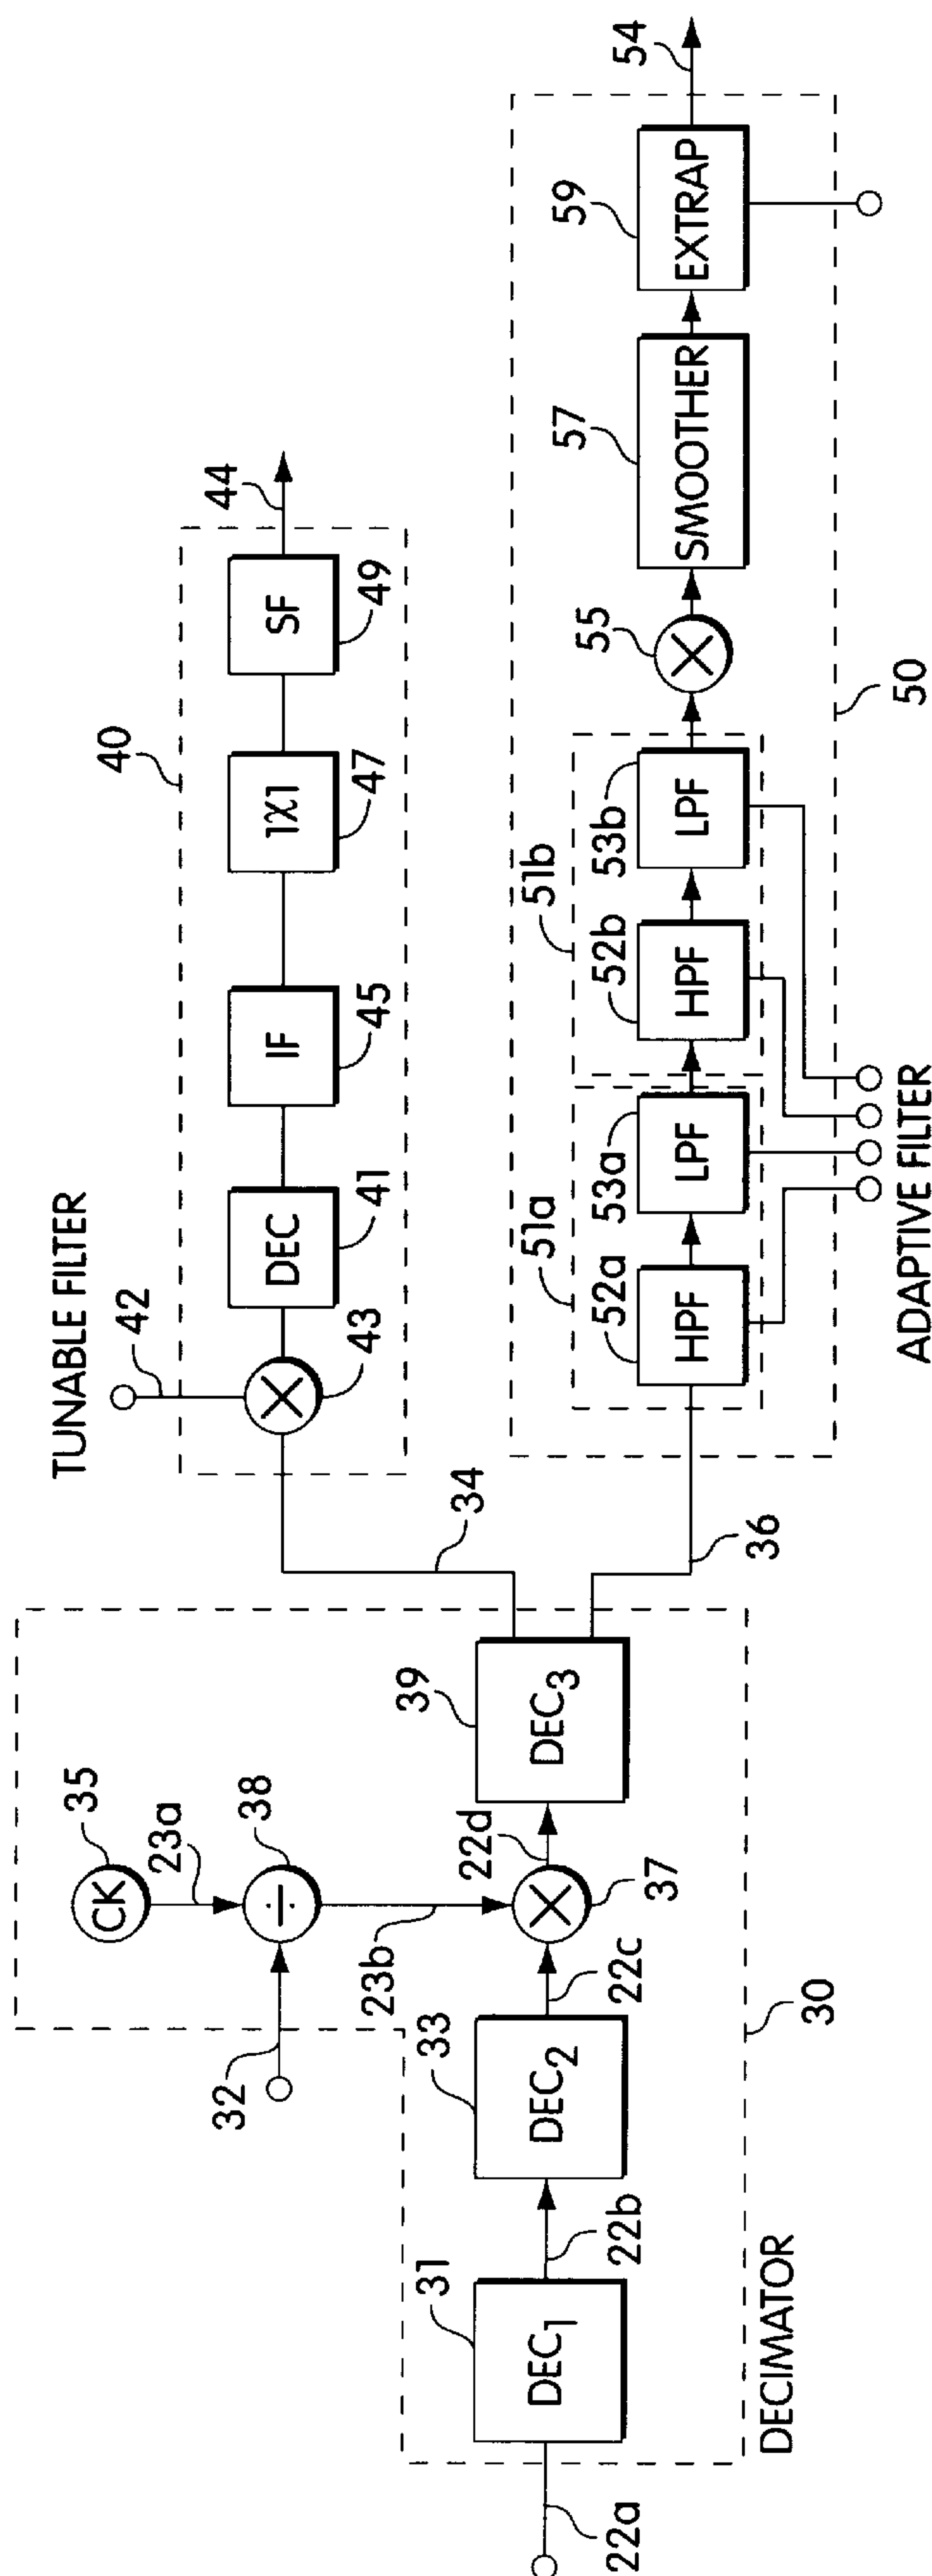 TUNABLE FILTER
42
40
44
43
DEC
41
IF
45
1χ1
47
SF
49
35
CK
23a
38
÷
32
23b
34
39
DEC3
22d
37
22c
33
DEC2
22b
31
DEC1
22a
30
DECIMATOR
36
51a
52a
HPF
53a
LPF
51b
52b
HPF
53b
LPF
55
57
SMOOTHER
59
EXTRAP
54
50
ADAPTIVE FILTER